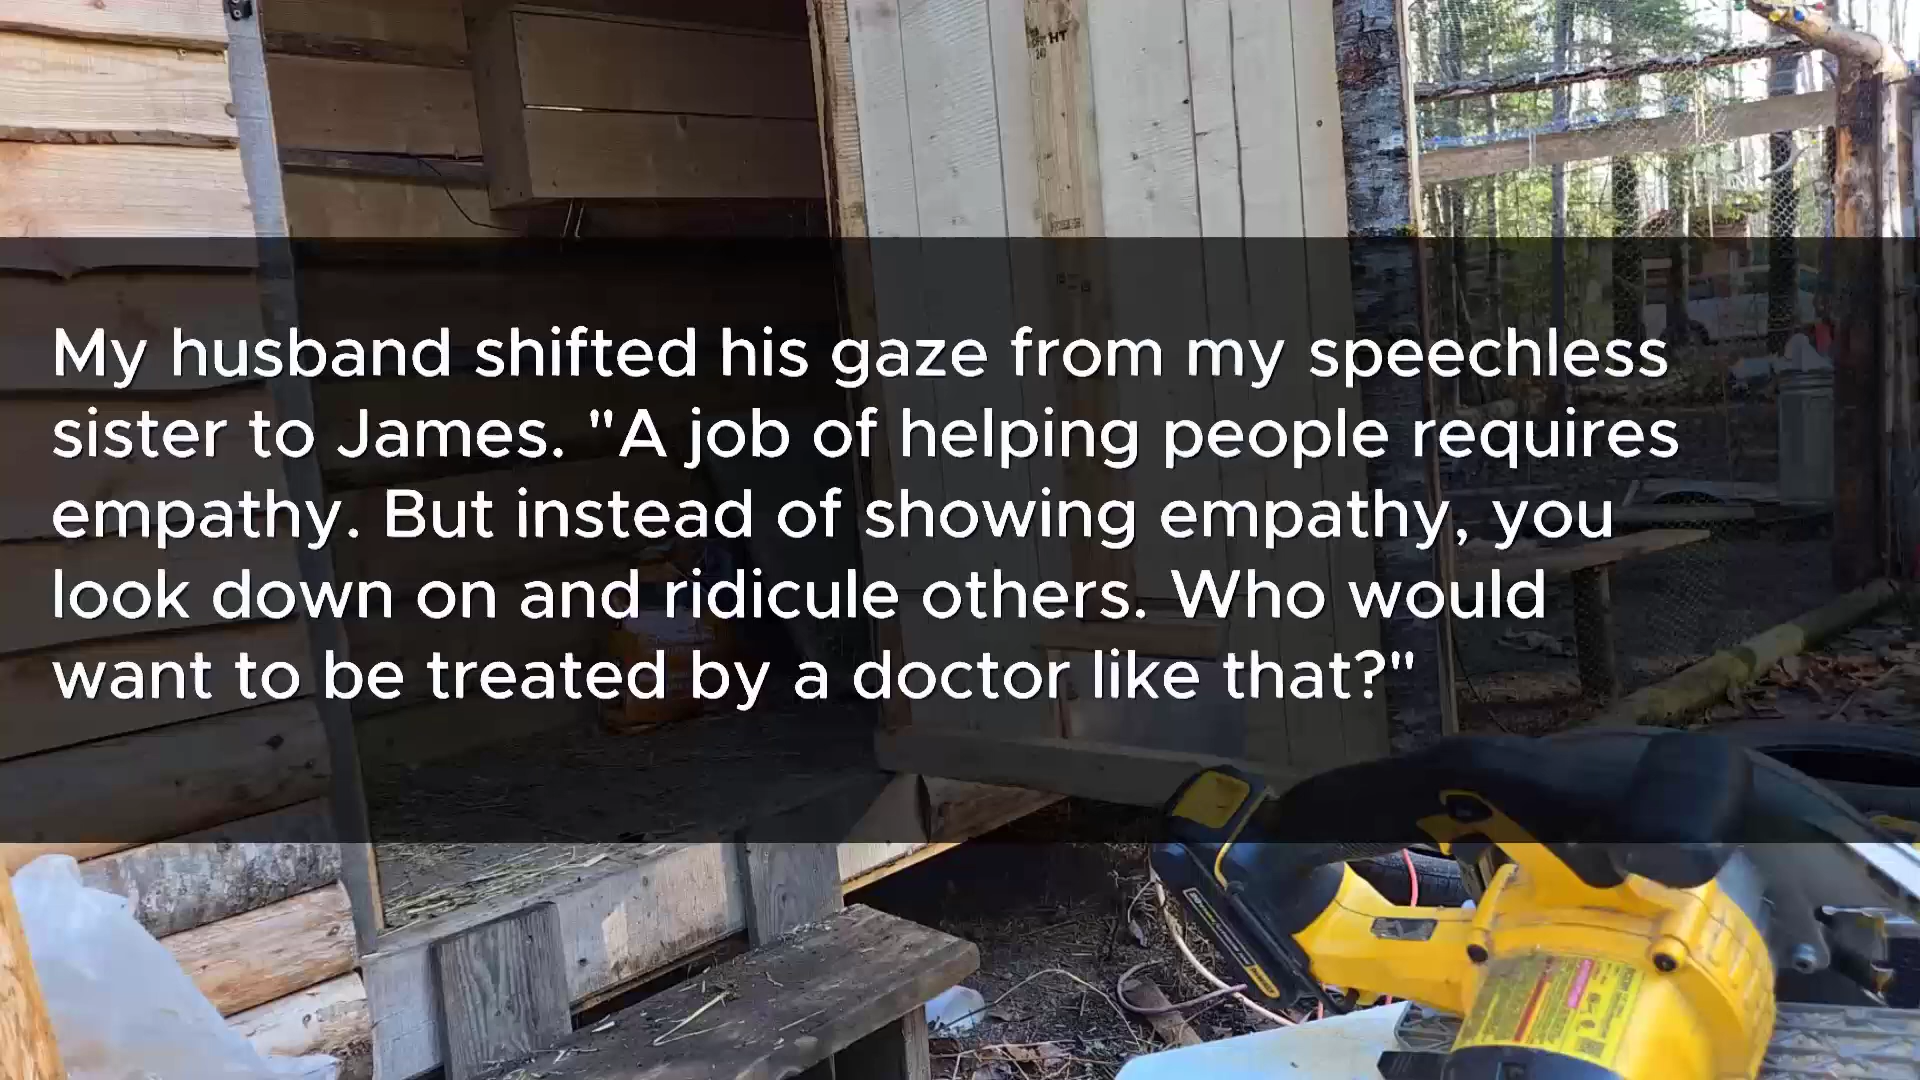 HT
My husband shifted his gaze from my speechless
sister to James. "A job of helping people requires
empathy. But instead of showing empathy, you
look down on and ridicule others. Who would
want to be treated by a doctor like that?"